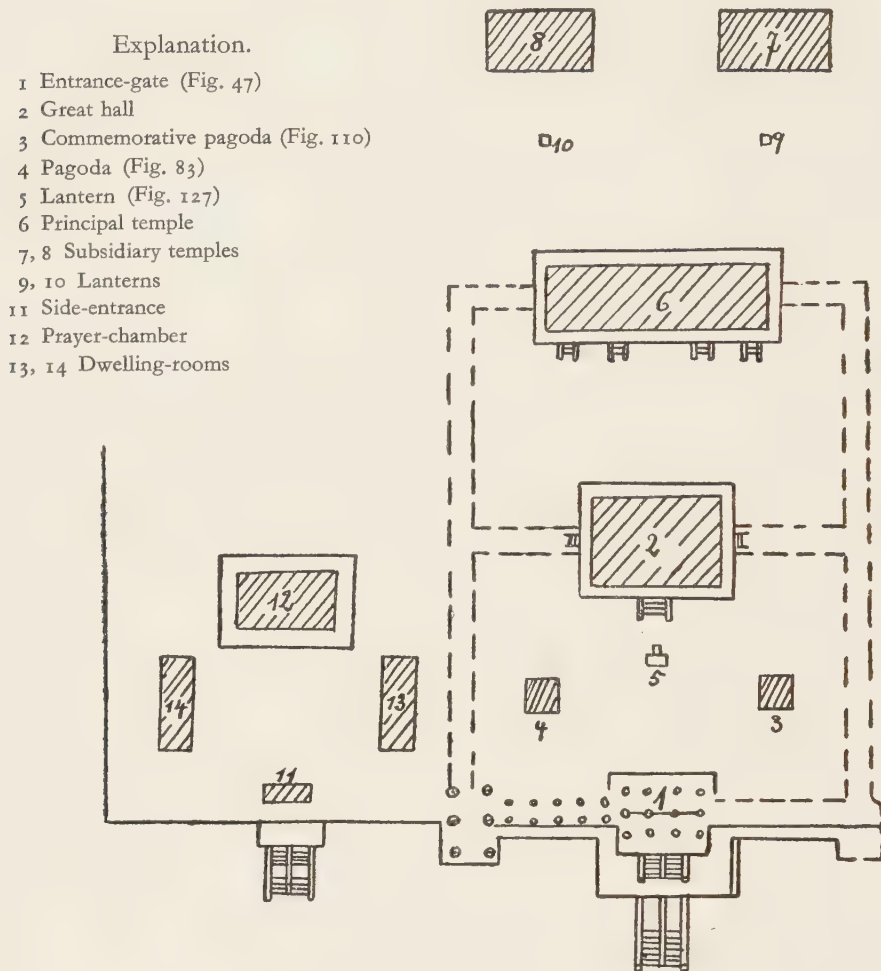 Explanation.
1 Entrance-gate (Fig. 47)
2 Great hall
3 Commemorative pagoda (Fig. 110)
4 Pagoda (Fig. 83)
5 Lantern (Fig. 127)
6 Principal temple
7, 8 Subsidiary temples
9, 10 Lanterns
11 Side-entrance
12 Prayer-chamber
13, 14 Dwelling-rooms
8 7
10 9
6
2
12
5
14 13 4 3
11 1